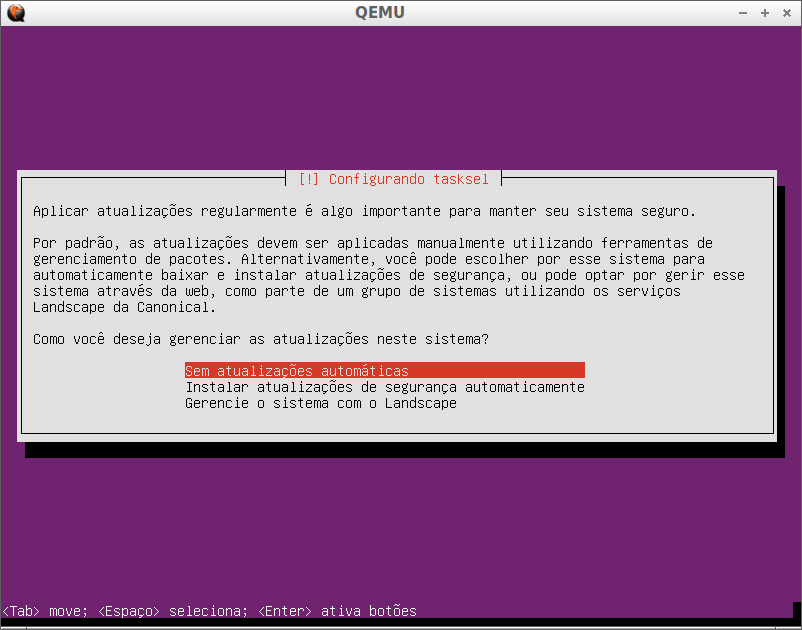 QEMU
[!] Configurando tasksel
Aplicar atualizações regularmente é algo importante para manter seu sistema seguro.
Por padrão, as atualizações devem ser aplicadas manualmente utilizando ferramentas de
gerenciamento de pacotes. Alternativamente, você pode escolher por esse sistema para
automaticamente baixar e instalar atualizações de segurança, ou pode optar por gerir esse
sistema através da web, como parte de um grupo de sistemas utilizando os serviços
Landscape da Canonical.
Como você deseja gerenciar as atualizações neste sistema?
Sem atualizações automáticas
Instalar atualizações de segurança automaticamente
Gerencie o sistema com o Landscape
<Tab> move; <Espaço> seleciona; <Enter> ativa botões